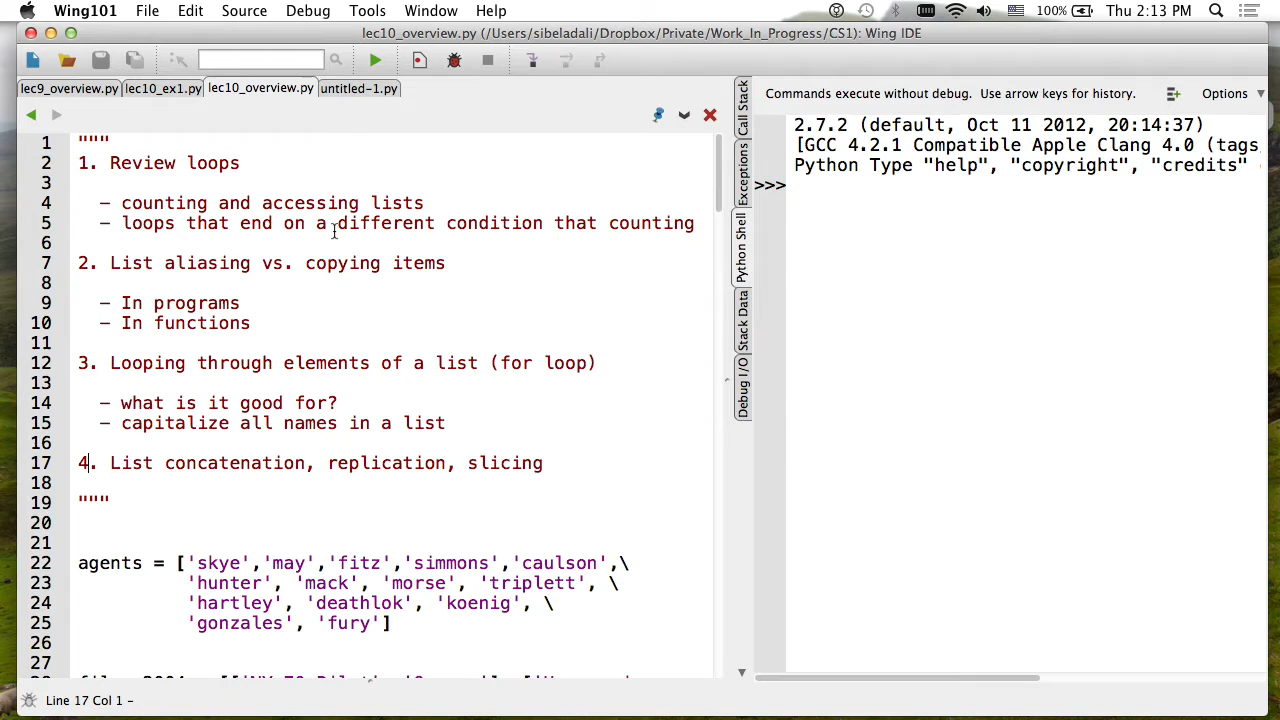 Wing101 File Edit Source Debug Tools Window Help 100% Thu 2:13 PM
lec10_overview.py (/Users/sibeladali/Dropbox/Private/Work_In_Progress/CS1): Wing IDE
lec9_overview.py lec10_ex1.py lec10_overview.py untitled-1.py
1 """
2 1. Review loops
3
4 - counting and accessing lists
5 - loops that end on a different condition that counting
6
7 2. List aliasing vs. copying items
8
9 - In programs
10 - In functions
11
12 3. Looping through elements of a list (for loop)
13
14 - what is it good for?
15 - capitalize all names in a list
16
17 4. List concatenation, replication, slicing
18
19 """
20
21
22 agents = ['skye','may','fitz','simmons','caulson',\
23 'hunter', 'mack', 'morse', 'triplett', \
24 'hartley', 'deathlok', 'koenig', \
25 'gonzales', 'fury']
26
27
Call Stack
Exceptions
Python Shell
Stack Data
Debug I/O
Commands execute without debug. Use arrow keys for history. Options
2.7.2 (default, Oct 11 2012, 20:14:37)
[GCC 4.2.1 Compatible Apple Clang 4.0 (tags
Python Type "help", "copyright", "credits"
>>>
Line 17 Col 1 -